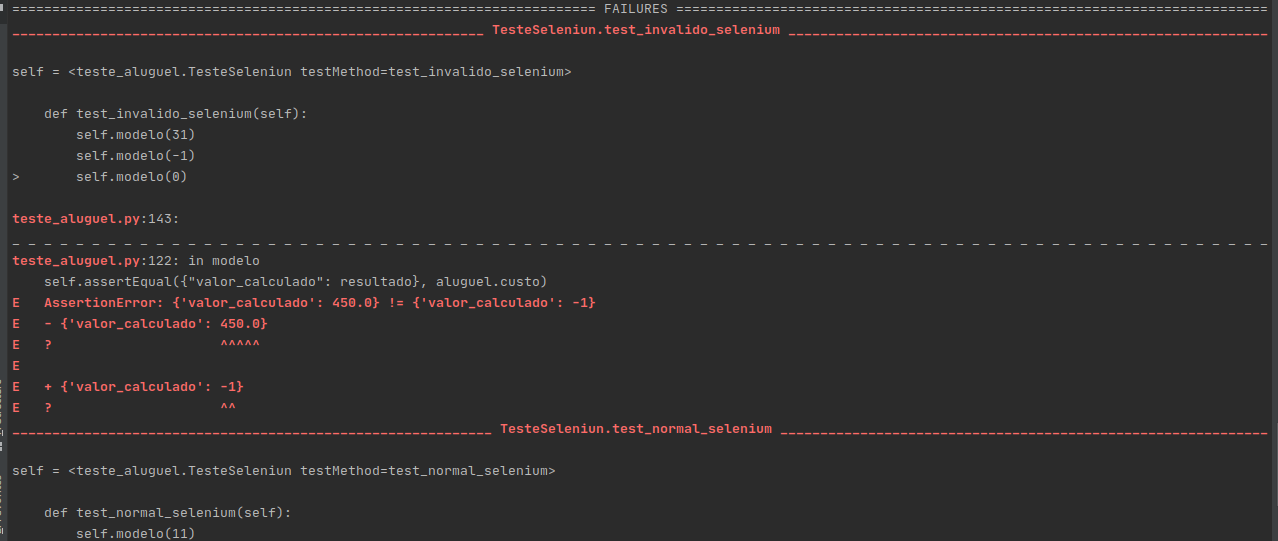 ========================================================================= FAILURES ==========================================================================
___________________________________________________________ TesteSeleniun.test_invalido_selenium ____________________________________________________________
self = <teste_aluguel.TesteSeleniun testMethod=test_invalido_selenium>
    def test_invalido_selenium(self):
        self.modelo(31)
        self.modelo(-1)
>       self.modelo(0)
teste_aluguel.py:143:
_ _ _ _ _ _ _ _ _ _ _ _ _ _ _ _ _ _ _ _ _ _ _ _ _ _ _ _ _ _ _ _ _ _ _ _ _ _ _ _ _ _ _ _ _ _ _ _ _ _ _ _ _ _ _ _ _ _ _ _ _ _ _ _ _ _ _ _ _ _ _ _ _ _ _ _ _ _ _
teste_aluguel.py:122: in modelo
    self.assertEqual({"valor_calculado": resultado}, aluguel.custo)
E   AssertionError: {'valor_calculado': 450.0} != {'valor_calculado': -1}
E   - {'valor_calculado': 450.0}
E   ?                     ^^^^^
E
E   + {'valor_calculado': -1}
E   ?                     ^^
____________________________________________________________ TesteSeleniun.test_normal_selenium _____________________________________________________________
self = <teste_aluguel.TesteSeleniun testMethod=test_normal_selenium>
    def test_normal_selenium(self):
        self.modelo(11)